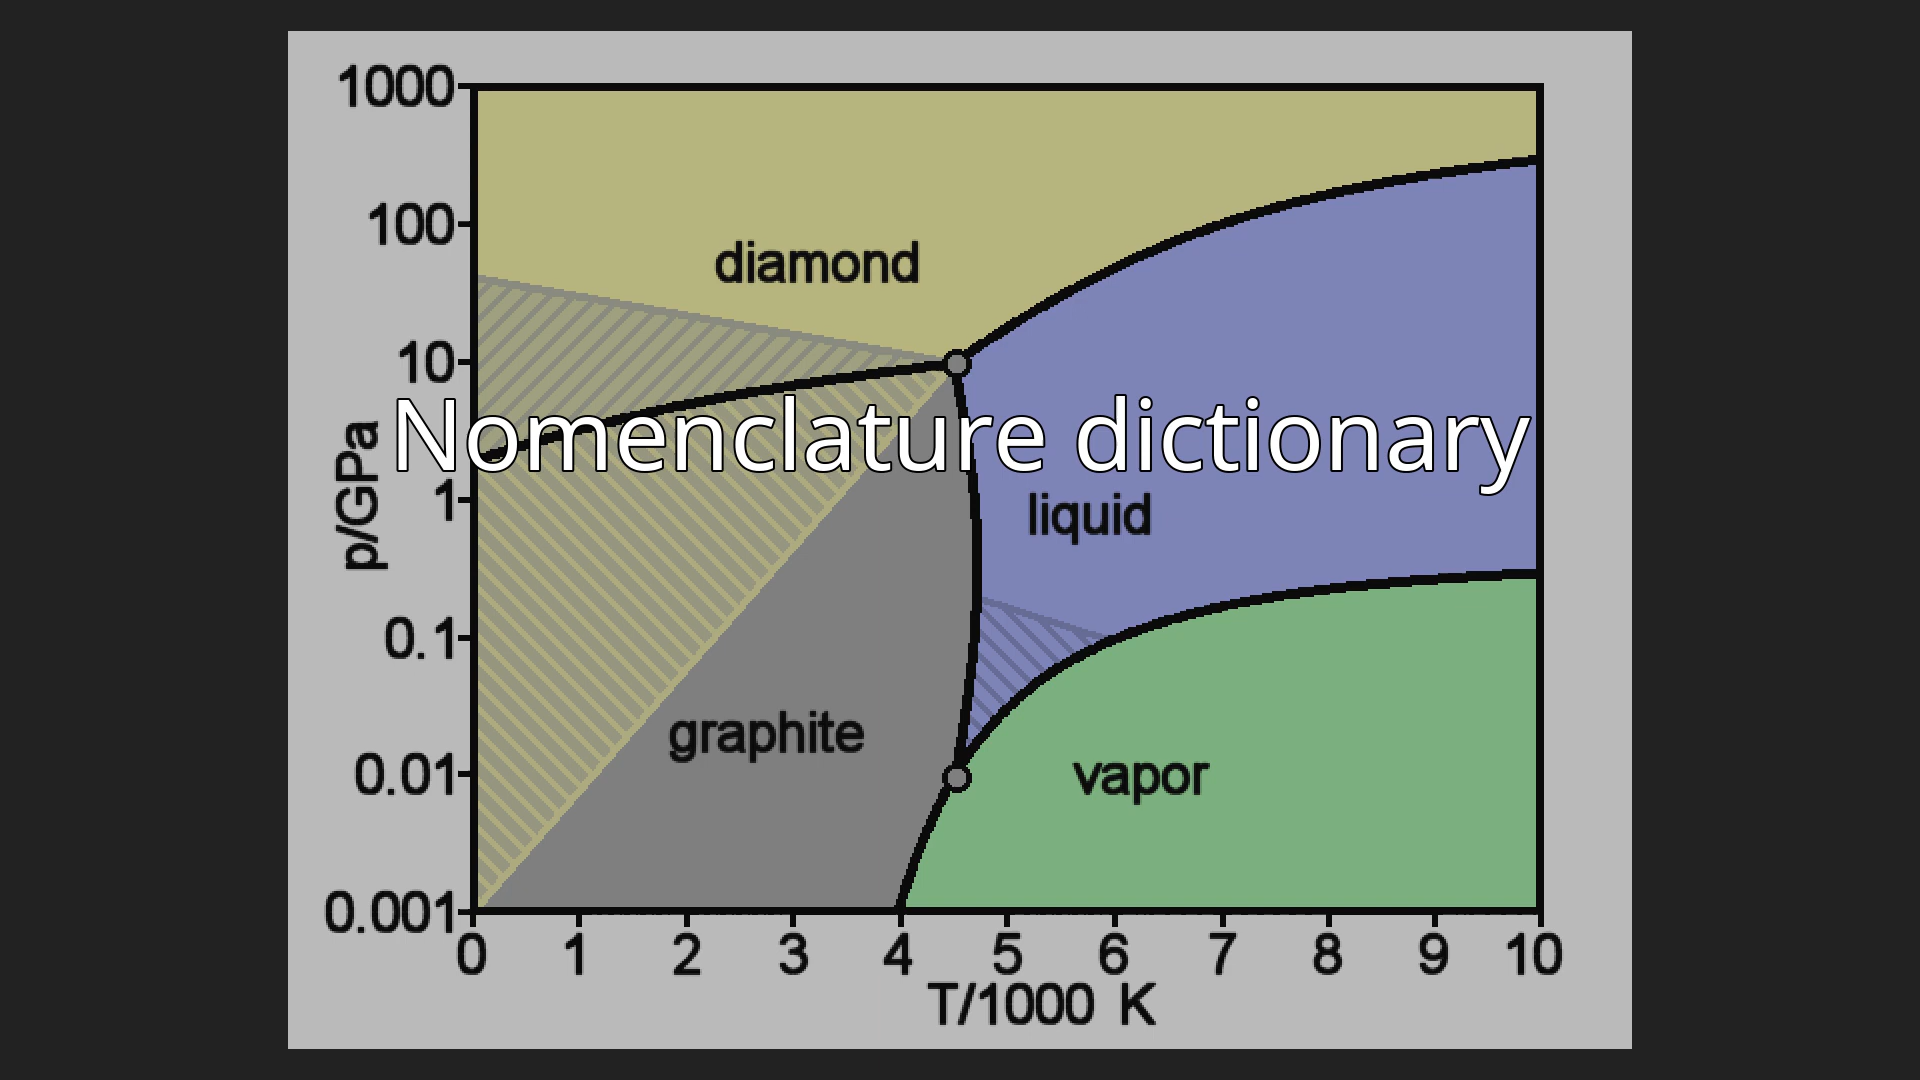 1000
100
diamond
10
Nomenclature dictionary
p/GPa
1
liquid
0.1
graphite
0.01
vapor
0.001
0 1 2 3 4 5 6 7 8 9 10
T/1000 K